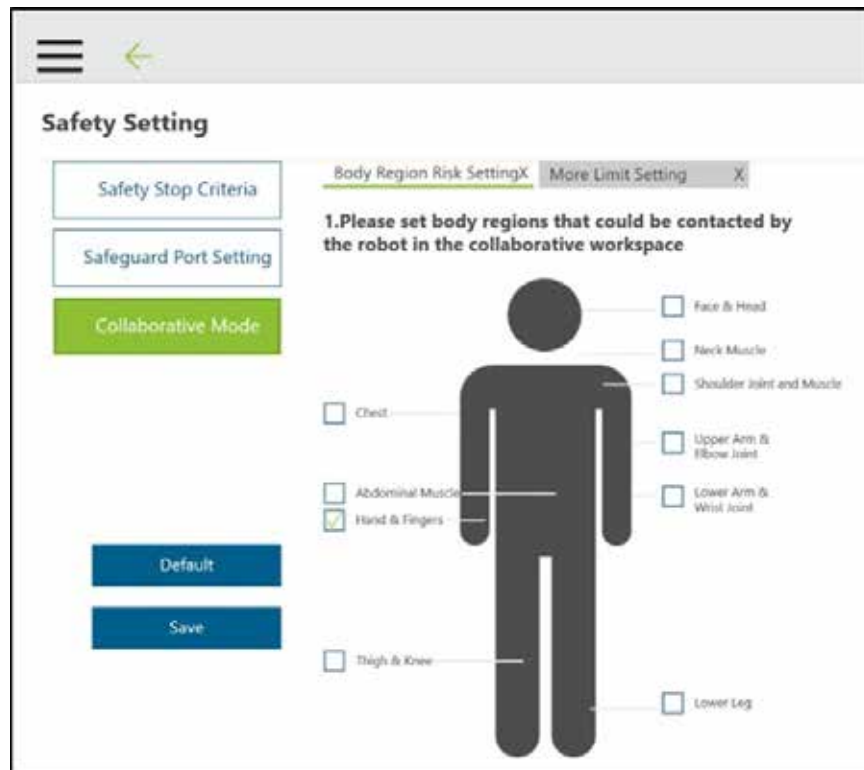 Safety Setting
Safety Stop Criteria
Safeguard Port Setting
Collaborative Mode
Default
Save
Body Region Risk SettingX
More Limit Setting X
1.Please set body regions that could be contacted by
the robot in the collaborative workspace
Face & Head
Neck Muscle
Shoulder Joint and Muscle
Chest
Upper Arm &
Elbow Joint
Abdominal Muscle
Lower Arm &
Wrist Joint
Hand & Fingers
Thigh & Knee
Lower Leg